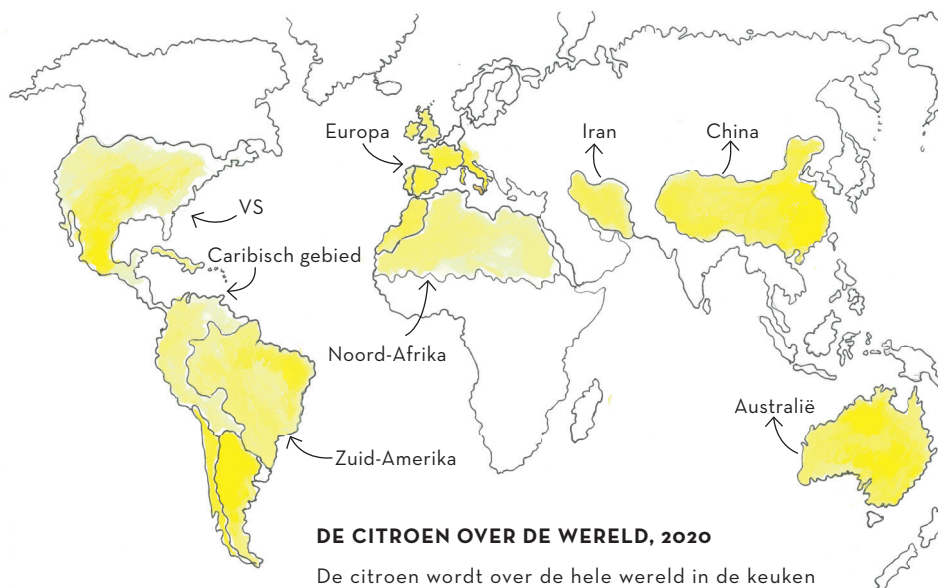 Europa
Iran
China
VS
Caribisch gebied
Noord-Afrika
Australië
Zuid-Amerika
DE CITROEN OVER DE WERELD, 2020
De citroen wordt over de hele wereld in de keuken